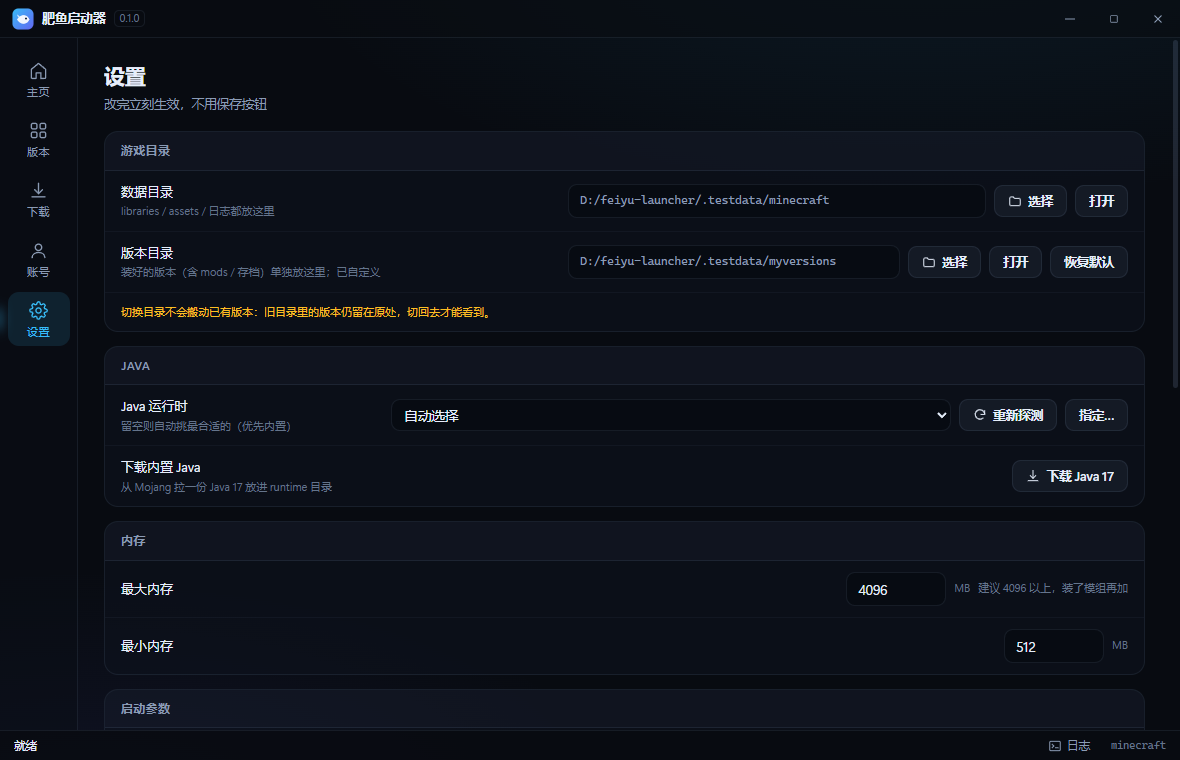 肥鱼启动器 0.1.0
主页
版本
下载
账号
设置
设置
改完立刻生效，不用保存按钮
游戏目录
数据目录
libraries / assets / 日志都放这里
D:/feiyu-launcher/.testdata/minecraft
选择
打开
版本目录
装好的版本（含 mods / 存档）单独放这里；已自定义
D:/feiyu-launcher/.testdata/myversions
选择
打开
恢复默认
切换目录不会搬动已有版本：旧目录里的版本仍留在原处，切回去才能看到。
JAVA
Java 运行时
留空则自动挑最合适的（优先内置）
自动选择
重新探测
指定...
下载内置 Java
从 Mojang 拉一份 Java 17 放进 runtime 目录
下载 Java 17
内存
最大内存
4096
MB 建议 4096 以上，装了模组再加
最小内存
512
MB
启动参数
就绪
日志
minecraft